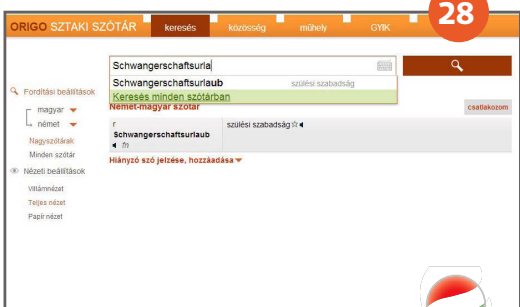 28
ORIGO SZTAKI SZÓTÁR keresés közösség műhely GYIK
Schwangerschaftsurla
Schwangerschaftsurlaub szülési szabadság
Keresés minden szótárban
Fordítási beállítások
magyar
német
Nagyszótárak
Minden szótár
Nézeti beállítások
Villámnézet
Teljes nézet
Papír nézet
Német-magyar szótár csatlakozom
r szülési szabadság
Schwangerschaftsurlaub
fn
Hiányzó szó jelzése, hozzáadása